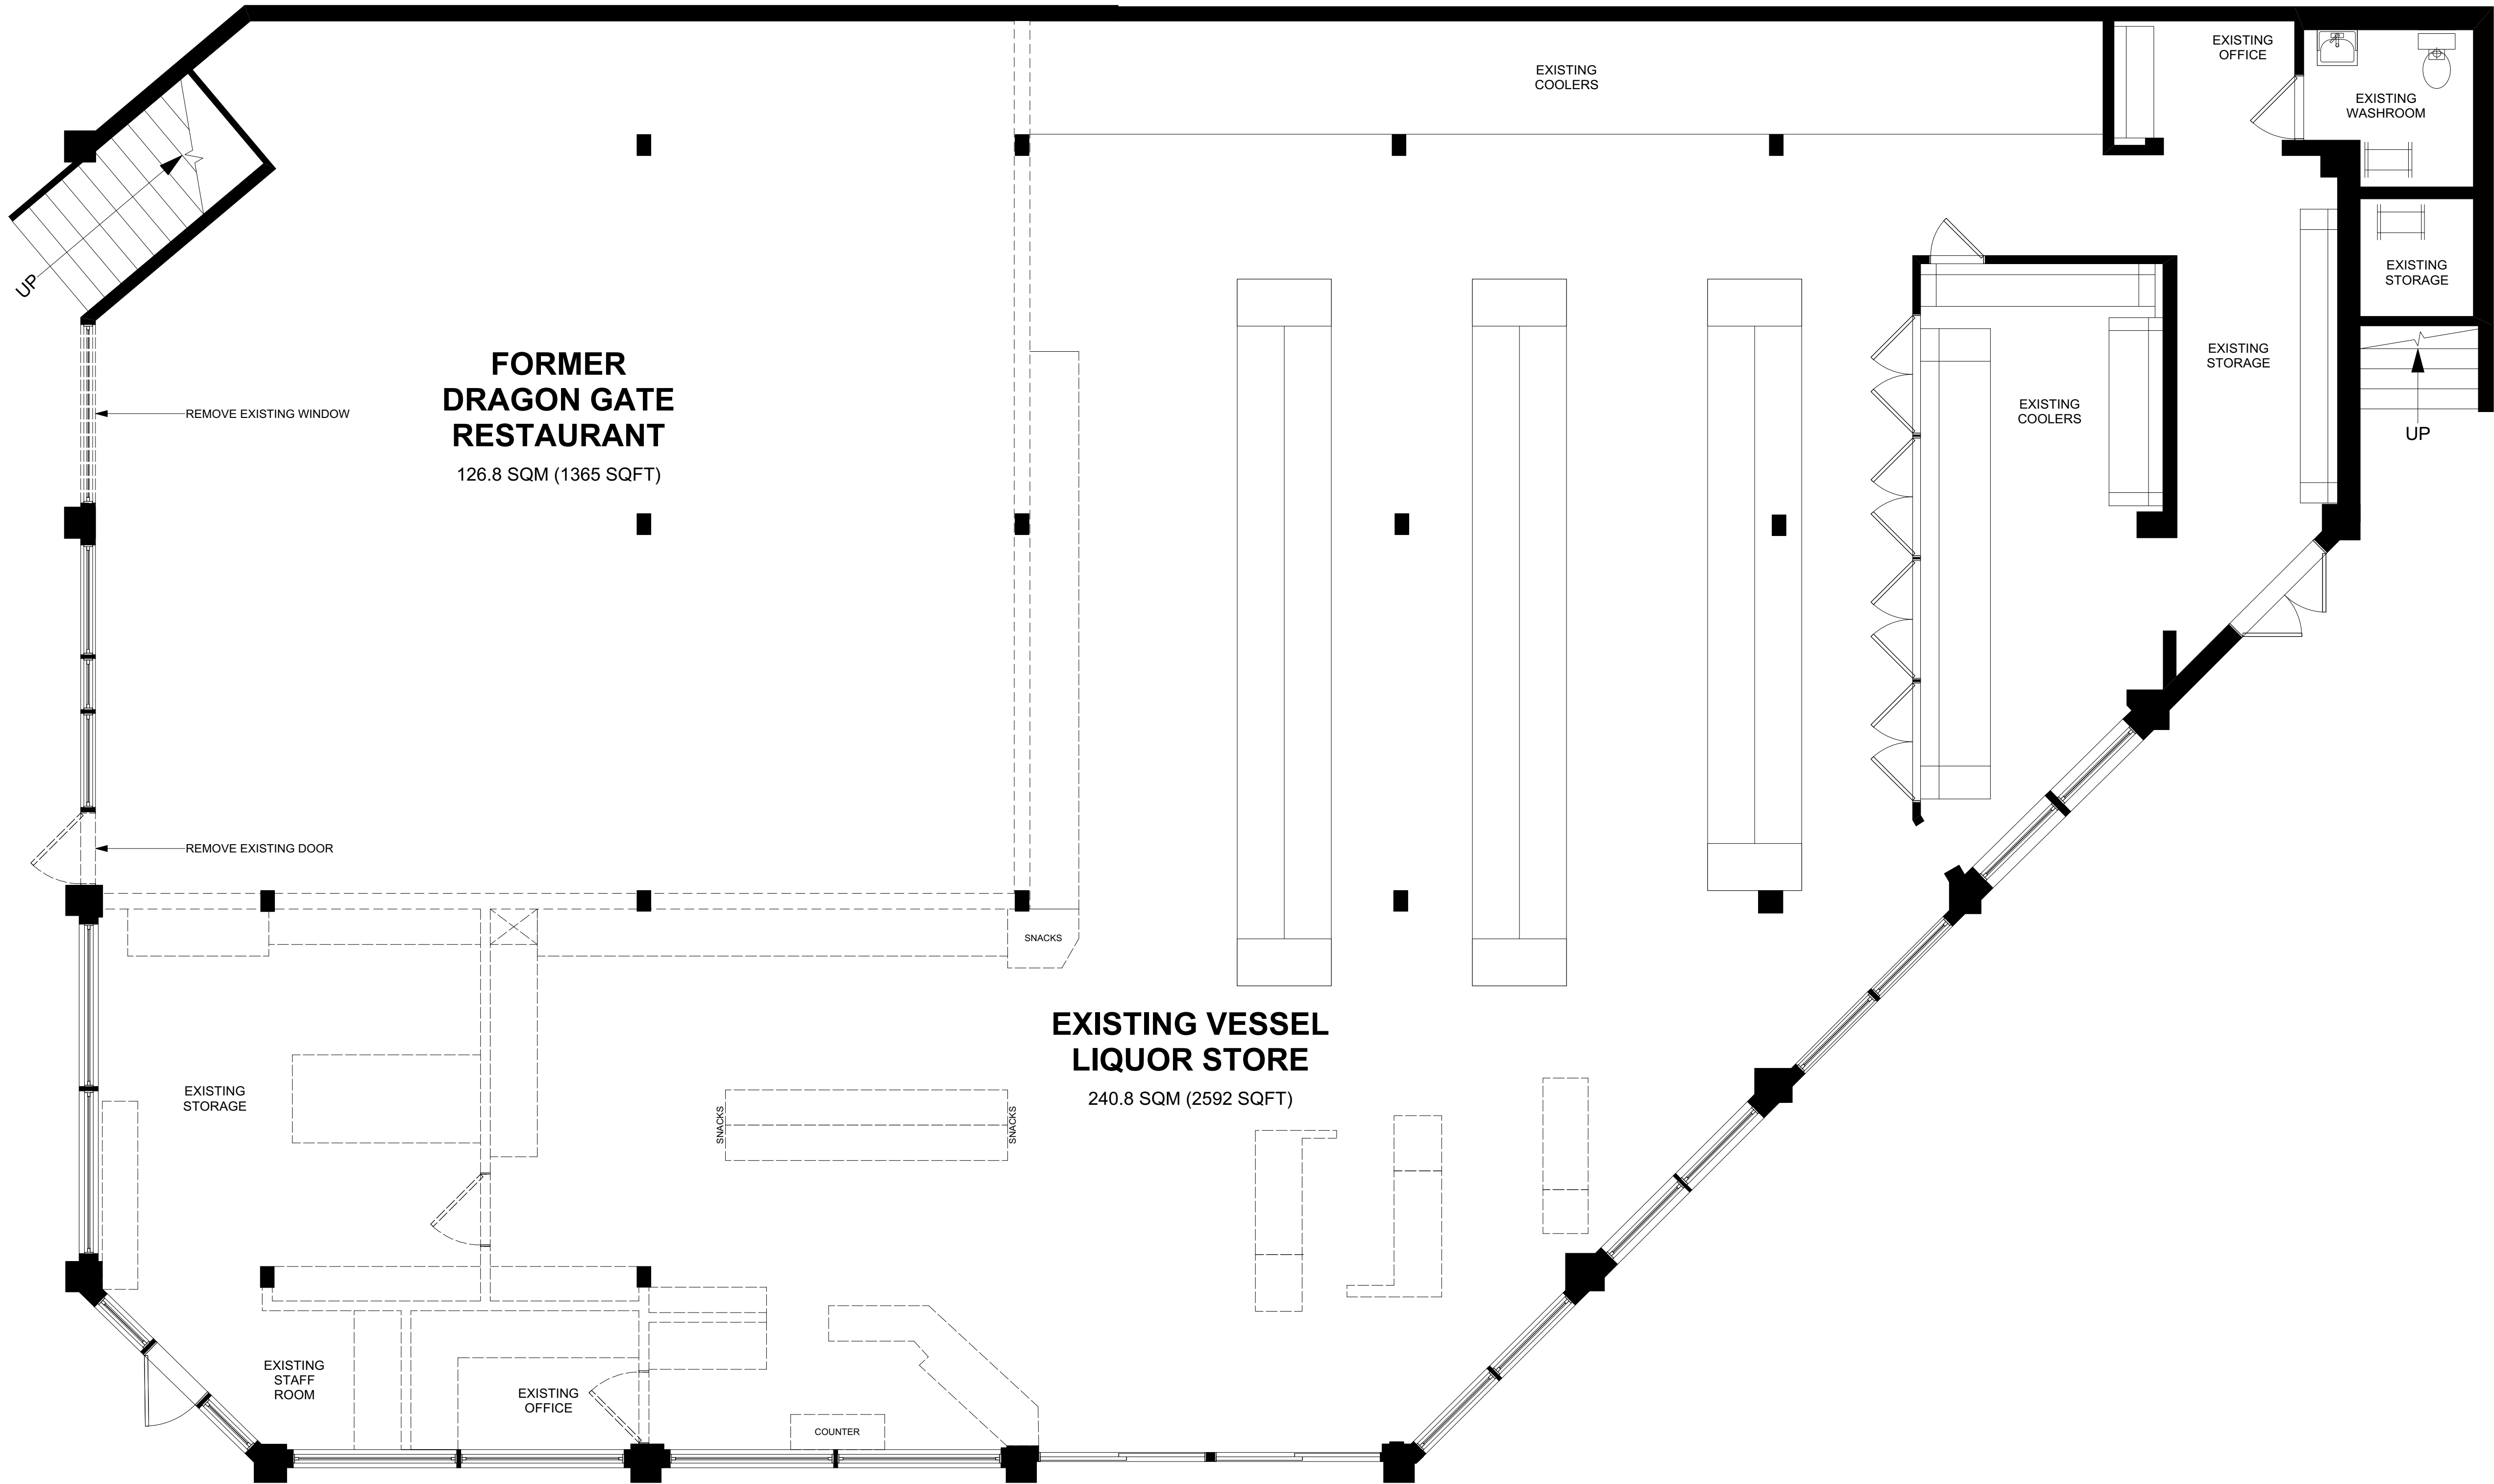 EXISTING
OFFICE
EXISTING
COOLERS
EXISTING
WASHROOM
UP
EXISTING
STORAGE
EXISTING
STORAGE
FORMER
DRAGON GATE
RESTAURANT
126.8 SQM (1365 SQFT)
REMOVE EXISTING WINDOW
EXISTING
COOLERS
UP
REMOVE EXISTING DOOR
SNACKS
EXISTING VESSEL
LIQUOR STORE
240.8 SQM (2592 SQFT)
EXISTING
STORAGE
SNACKS
SNACKS
EXISTING
STAFF
ROOM
EXISTING
OFFICE
COUNTER